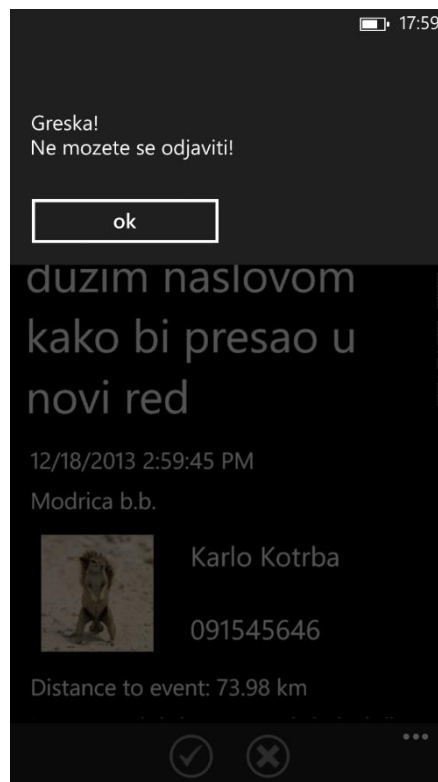 17:59
Greska!
Ne mozete se odjaviti!
ok
duzim naslovom
kako bi presao u
novi red
12/18/2013 2:59:45 PM
Modrica b.b.
Karlo Kotrba
091545646
Distance to event: 73.98 km